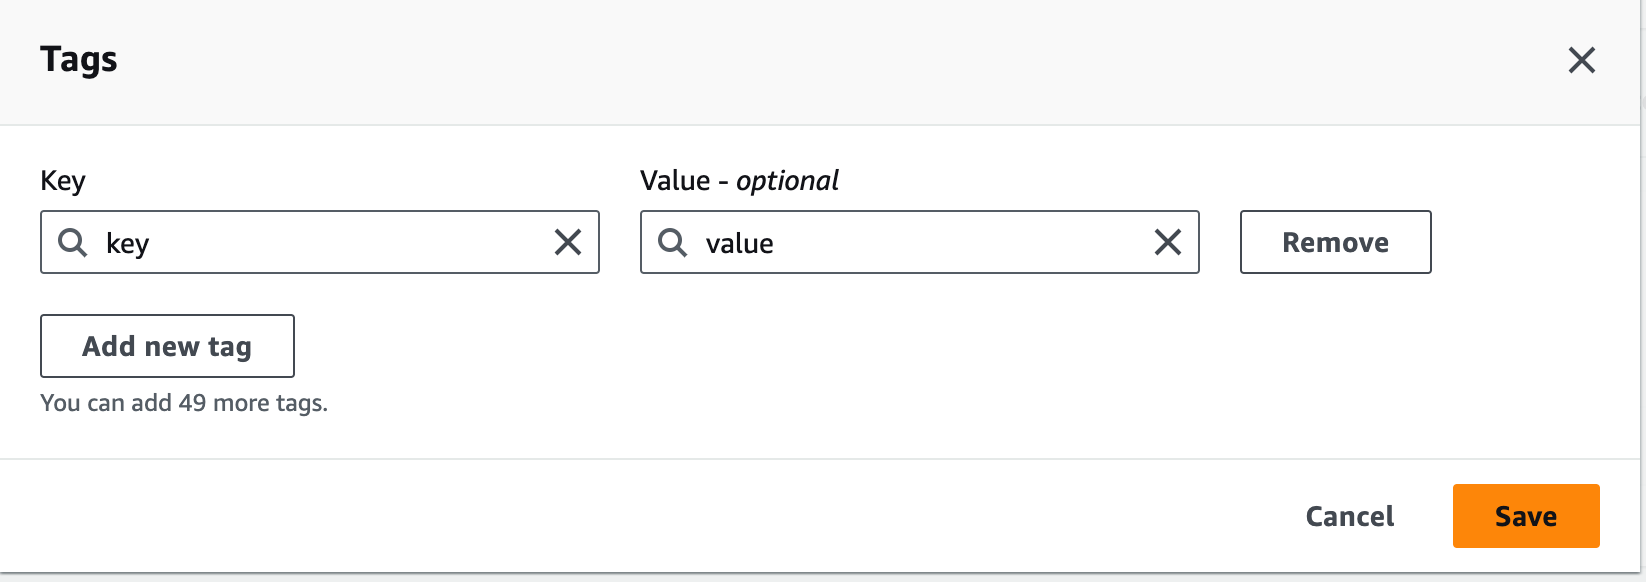 Tags
Key
Value - optional
key
value
Remove
Add new tag
You can add 49 more tags.
Cancel
Save